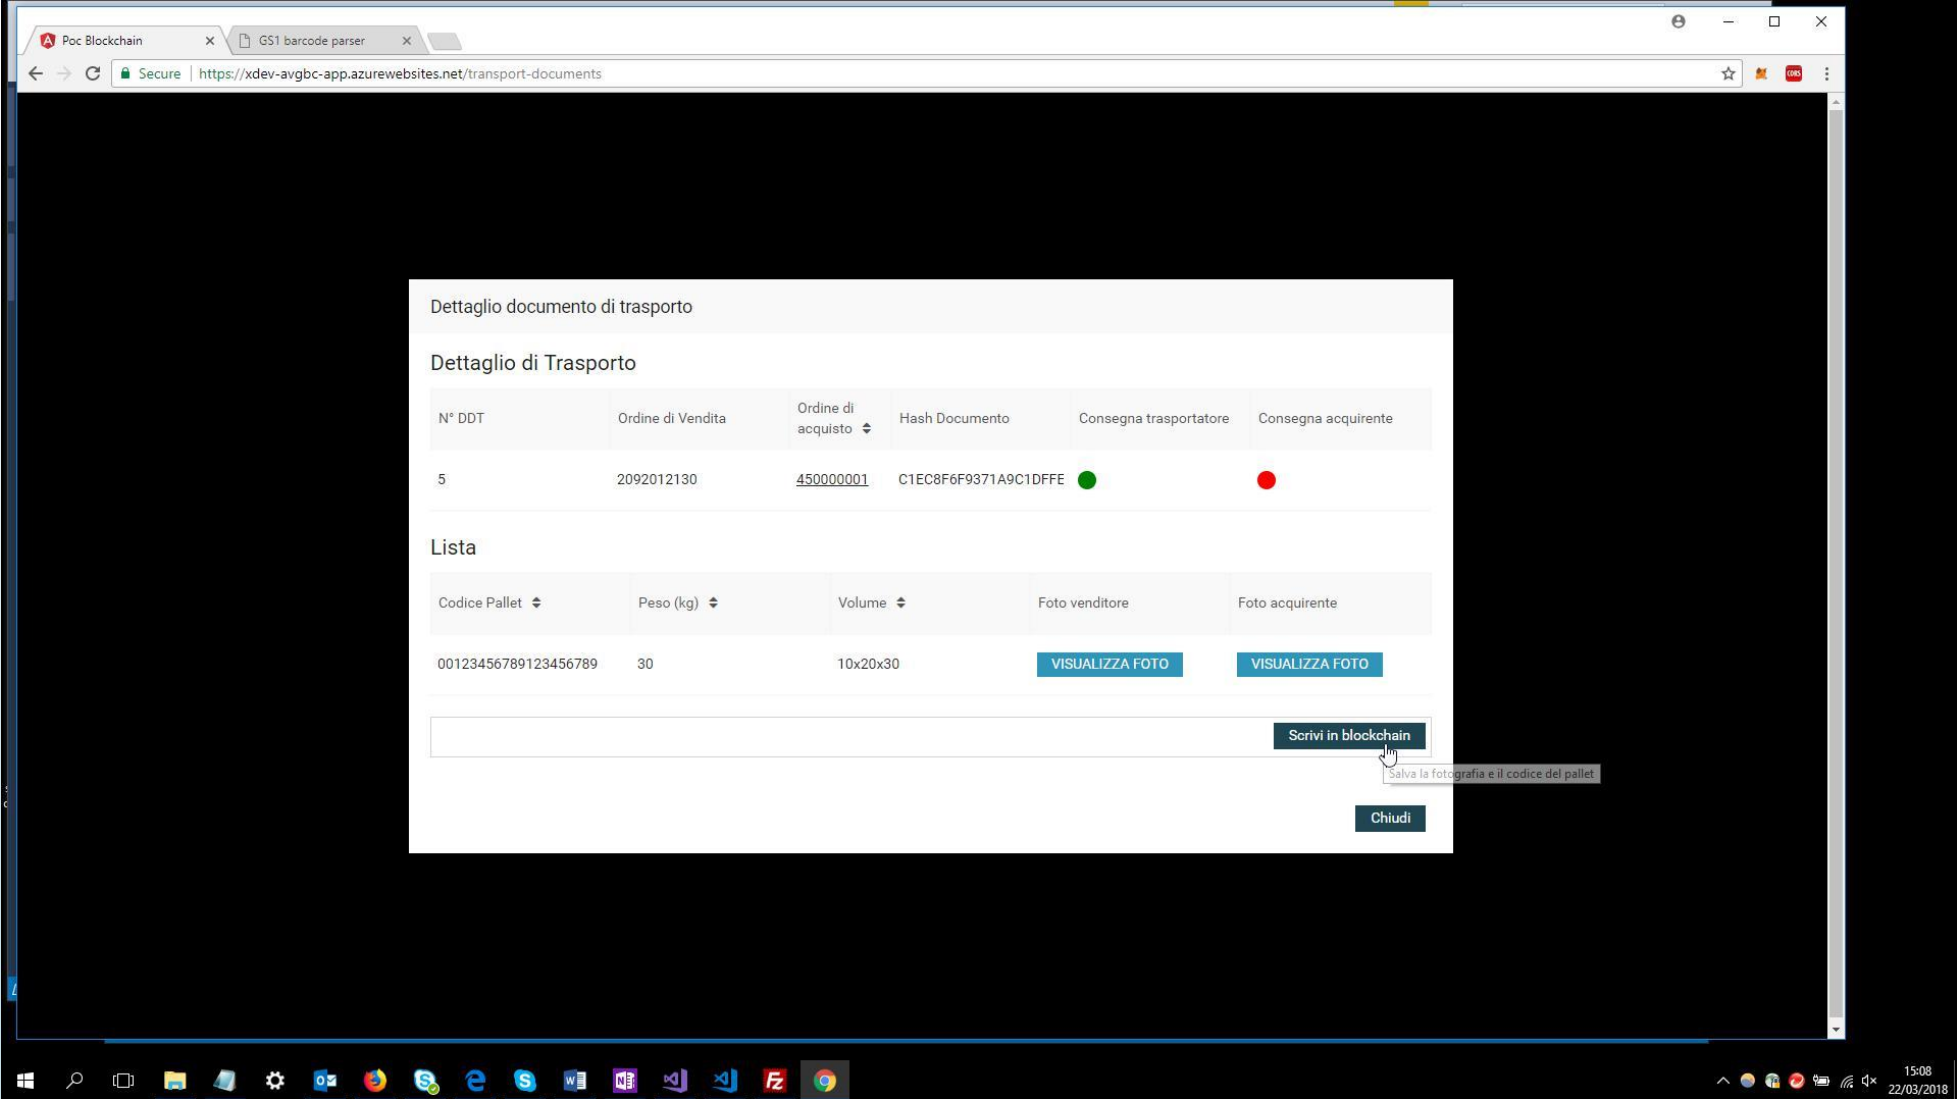 Poc Blockchain
GS1 barcode parser
Secure
https://xdev-avgbc-app.azurewebsites.net/transport-documents
CORS
Dettaglio documento di trasporto
Dettaglio di Trasporto
N° DDT
Ordine di Vendita
Ordine di
acquisto
Hash Documento
Consegna trasportatore
Consegna acquirente
5
2092012130
450000001
C1EC8F6F9371A9C1DFFE
Lista
Codice Pallet
Peso (kg)
Volume
Foto venditore
Foto acquirente
00123456789123456789
30
10x20x30
VISUALIZZA FOTO
VISUALIZZA FOTO
Scrivi in blockchain
Salva la fotografia e il codice del pallet
Chiudi
15:08
22/03/2018